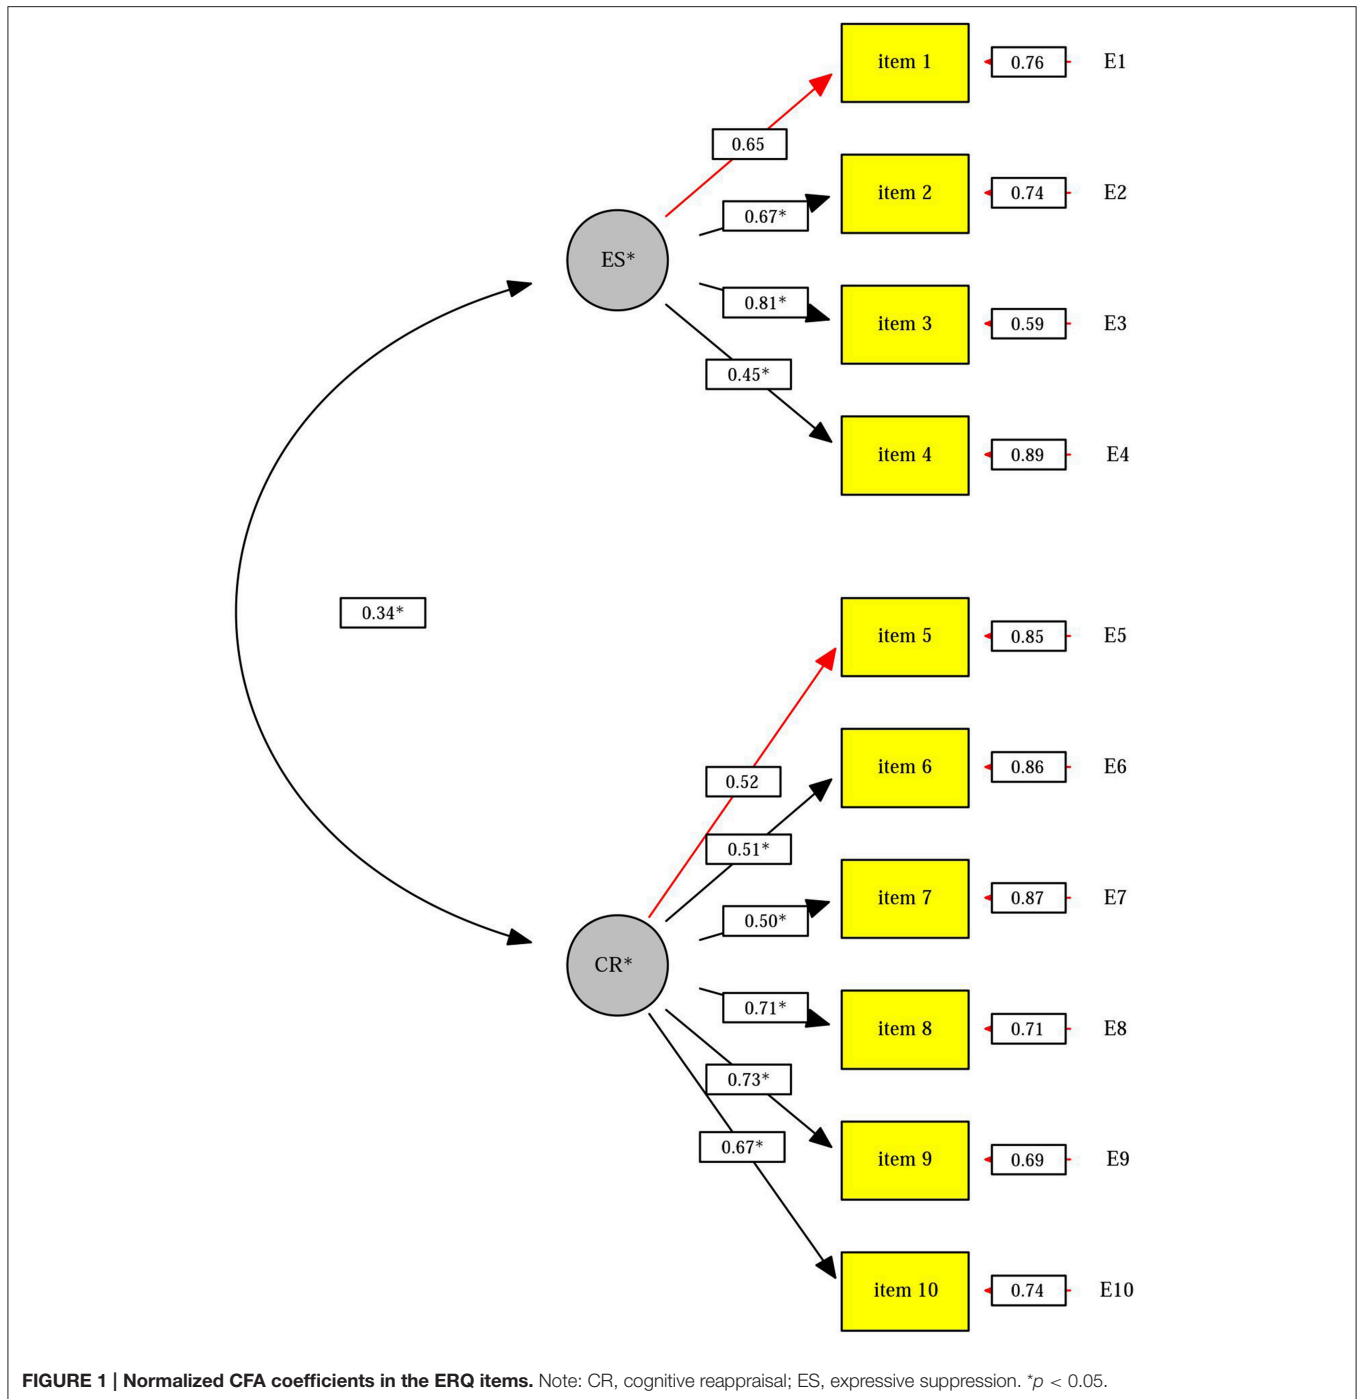 item 1 0.76 E1
0.65
item 2 0.74 E2
0.67*
ES*
0.81*
item 3 0.59 E3
0.45*
item 4 0.89 E4
0.34*
item 5 0.85 E5
0.52
item 6 0.86 E6
0.51*
item 7 0.87 E7
0.50*
CR*
0.71*
item 8 0.71 E8
0.73*
item 9 0.69 E9
0.67*
item 10 0.74 E10
FIGURE 1 | Normalized CFA coefficients in the ERQ items. Note: CR, cognitive reappraisal; ES, expressive suppression. *p < 0.05.